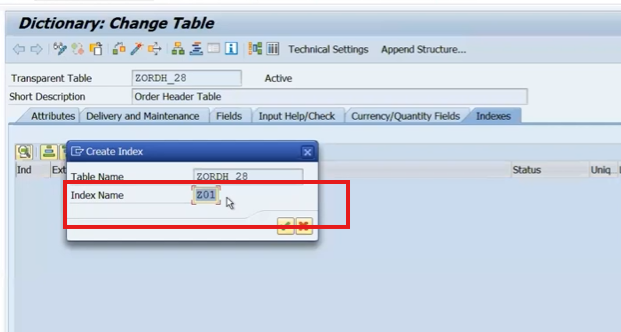 Dictionary: Change Table
Technical Settings Append Structure...
Transparent Table ZORDH_28 Active
Short Description Order Header Table
Attributes Delivery and Maintenance Fields Input Help/Check Currency/Quantity Fields Indexes
Create Index
Ind Ext Status Uniq
Table Name ZORDH_28
Index Name Z01